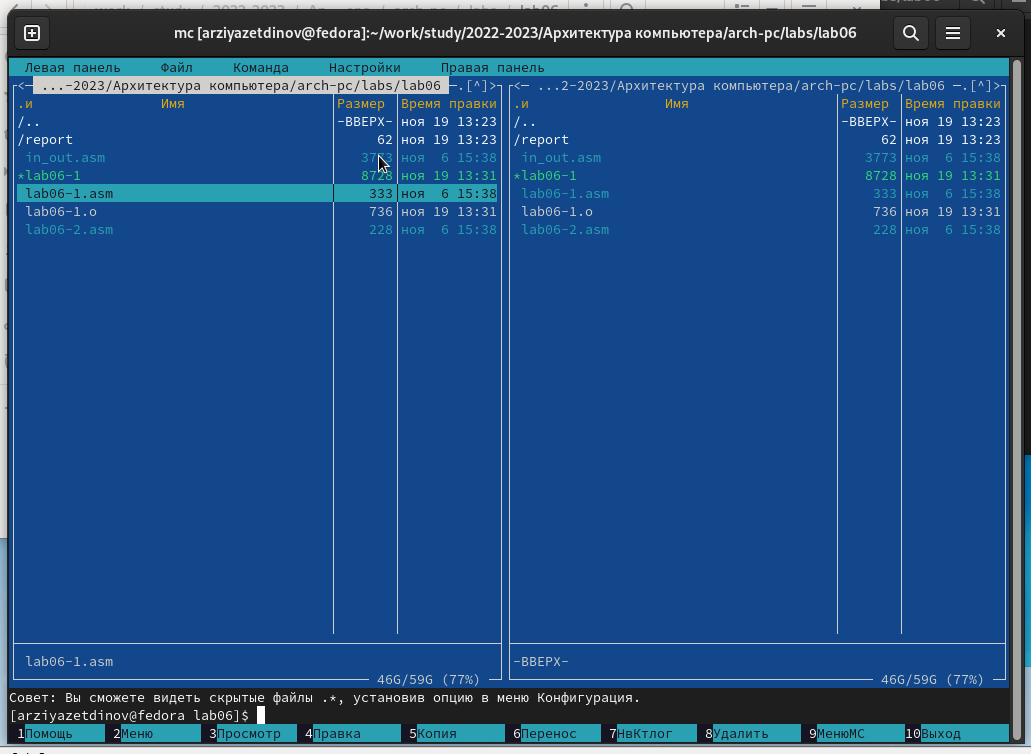 mc [arziyazetdinov@fedora]:~/work/study/2022-2023/Архитектура компьютера/arch-pc/labs/lab06
Левая панель Файл Команда Настройки Правая панель
<─ ...-2023/Архитектура компьютера/arch-pc/labs/lab06 ─.[^]>
.и Имя Размер Время правки
/.. -ВВЕРХ- ноя 19 13:23
/report 62 ноя 19 13:23
in_out.asm 3773 ноя 6 15:38
*lab06-1 8728 ноя 19 13:31
lab06-1.asm 333 ноя 6 15:38
lab06-1.o 736 ноя 19 13:31
lab06-2.asm 228 ноя 6 15:38
lab06-1.asm
46G/59G (77%)
<─ ...2-2023/Архитектура компьютера/arch-pc/labs/lab06 ─.[^]>
.и Имя Размер Время правки
/.. -ВВЕРХ- ноя 19 13:23
/report 62 ноя 19 13:23
in_out.asm 3773 ноя 6 15:38
*lab06-1 8728 ноя 19 13:31
lab06-1.asm 333 ноя 6 15:38
lab06-1.o 736 ноя 19 13:31
lab06-2.asm 228 ноя 6 15:38
-ВВЕРХ-
46G/59G (77%)
Совет: Вы сможете видеть скрытые файлы .*, установив опцию в меню Конфигурация.
[arziyazetdinov@fedora lab06]$
1Помощь 2Меню 3Просмотр 4Правка 5Копия 6Перенос 7НвКтлог 8Удалить 9МенюMC 10Выход